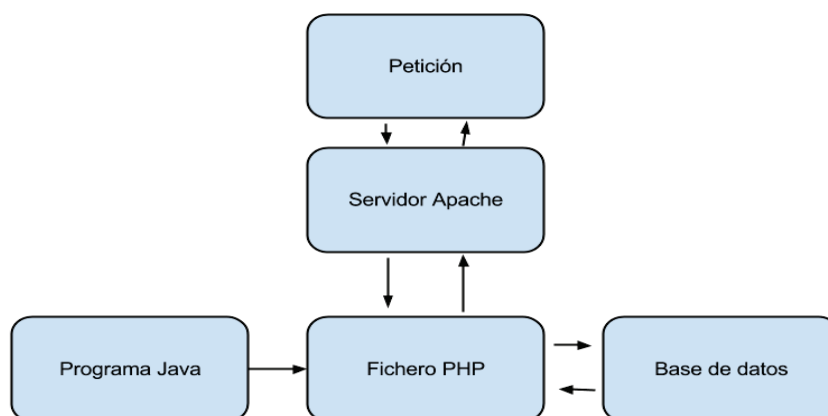 Petición
Servidor Apache
Programa Java
Fichero PHP
Base de datos